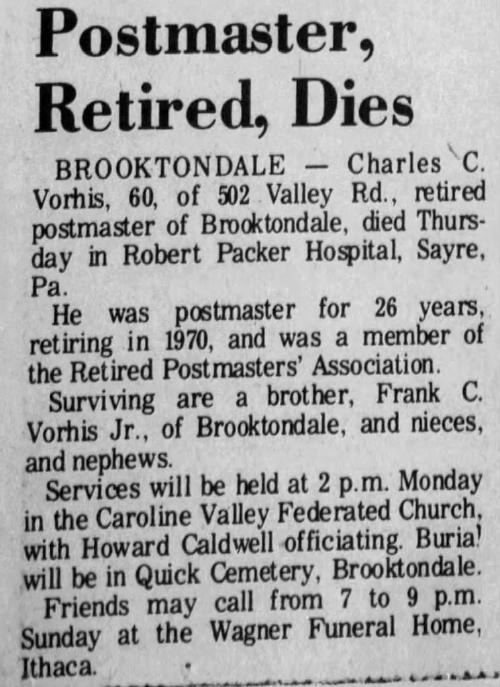 Postmaster,
Retired, Dies
BROOKTONDALE — Charles C.
Vorhis, 60, of 502 Valley Rd., retired
postmaster of Brooktondale, died Thurs-
day in Robert Packer Hospital, Sayre,
Pa.
He was postmaster for 26 years,
retiring in 1970, and was a member of
the Retired Postmasters' Association.
Surviving are a brother, Frank C.
Vorhis Jr., of Brooktondale, and nieces,
and nephews.
Services will be held at 2 p.m. Monday
in the Caroline Valley Federated Church,
with Howard Caldwell officiating. Burial
will be in Quick Cemetery, Brooktondale.
Friends may call from 7 to 9 p.m.
Sunday at the Wagner Funeral Home,
Ithaca.